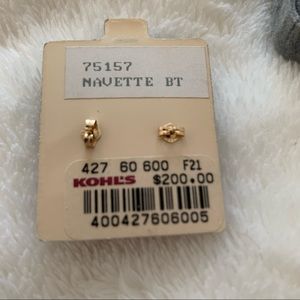 75157
NAVETTE BT
427 60 600 F21
KOHL'S $200.00
400427606005